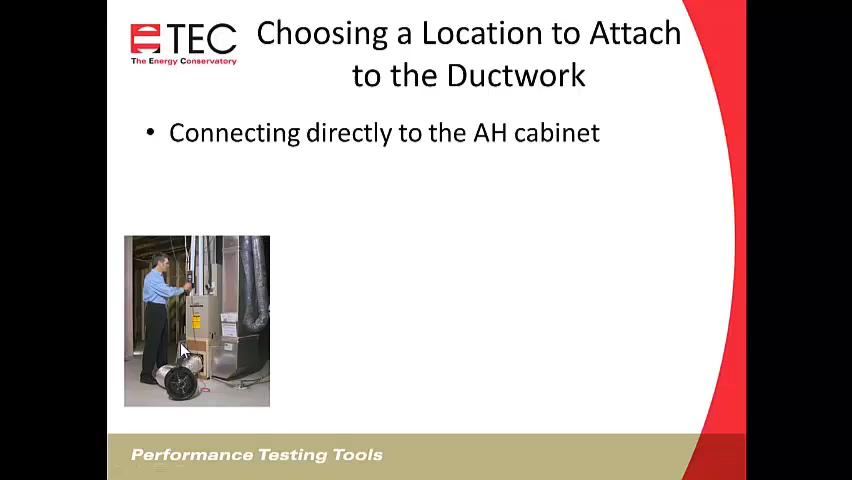 TEC
The Energy Conservatory
Choosing a Location to Attach
to the Ductwork
• Connecting directly to the AH cabinet
Performance Testing Tools